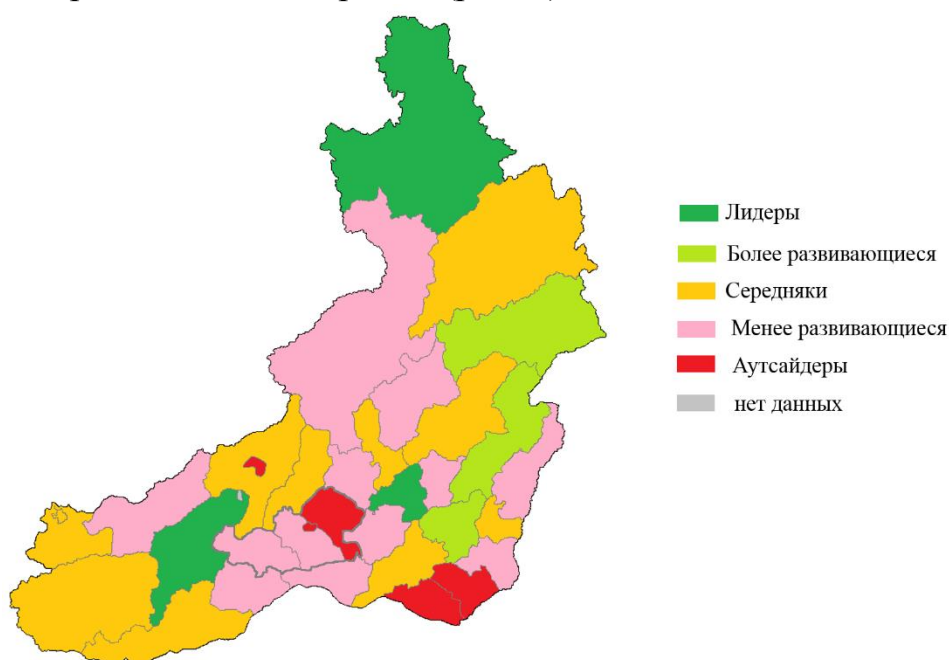 Лидеры
Более развивающиеся
Середняки
Менее развивающиеся
Аутсайдеры
нет данных